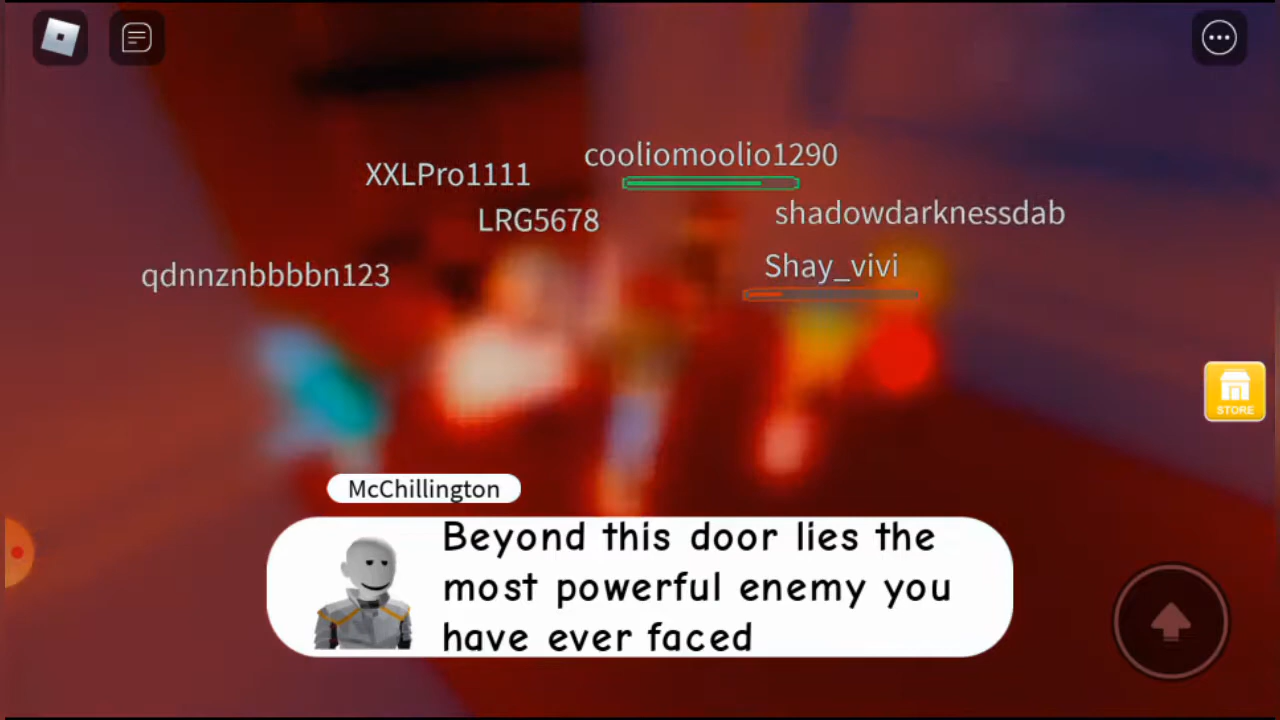 cooliomoolio1290
XXLPro1111
LRG5678
shadowdarknessdab
Shay_vivi
qdnnznbbbbn123
STORE
McChillington
Beyond this door lies the
most powerful enemy you
have ever faced